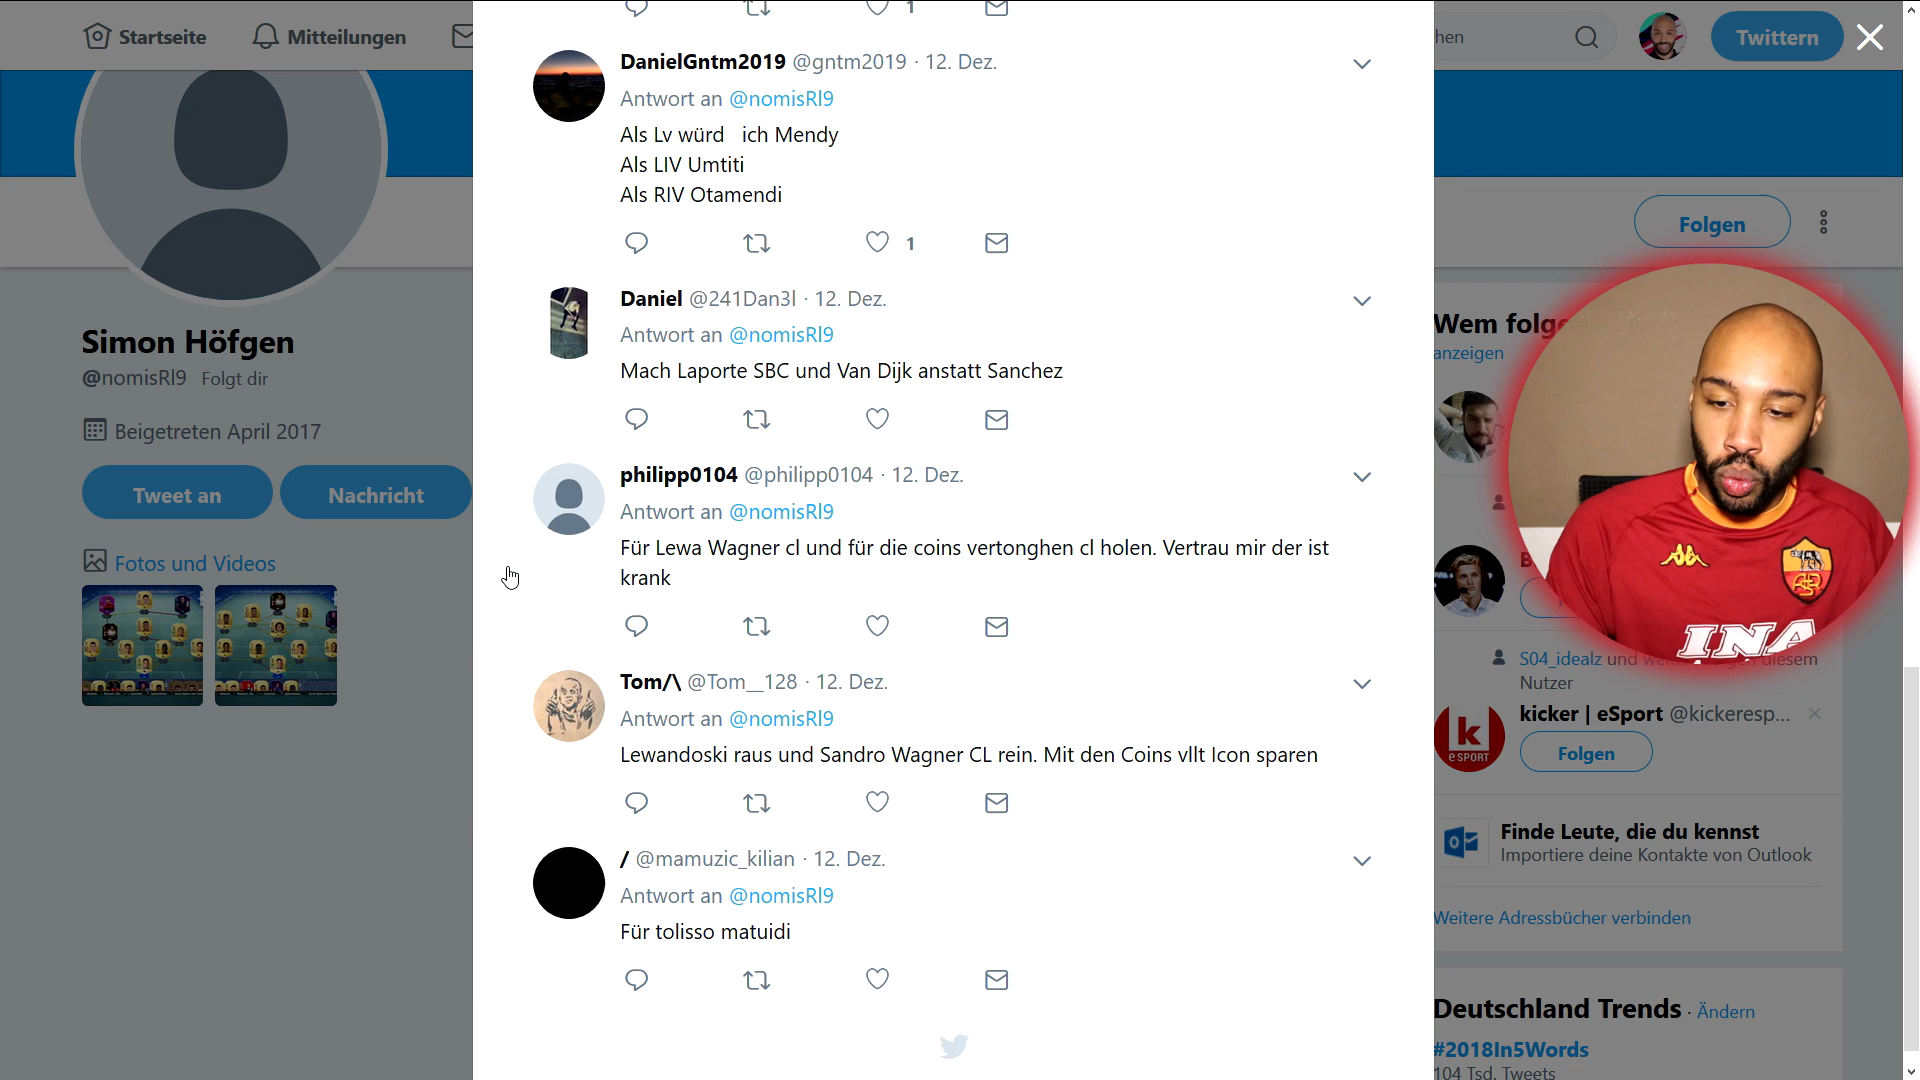 Startseite
Mitteilungen
hen
Twittern
1
DanielGntm2019 @gntm2019 · 12. Dez.
Antwort an @nomisRl9
Als Lv würd   ich Mendy
Als LIV Umtiti
Als RIV Otamendi
1
Daniel @241Dan3l · 12. Dez.
Antwort an @nomisRl9
Mach Laporte SBC und Van Dijk anstatt Sanchez
philipp0104 @philipp0104 · 12. Dez.
Antwort an @nomisRl9
Für Lewa Wagner cl und für die coins vertonghen cl holen. Vertrau mir der ist
krank
Tom/\ @Tom__128 · 12. Dez.
Antwort an @nomisRl9
Lewandoski raus und Sandro Wagner CL rein. Mit den Coins vllt Icon sparen
/ @mamuzic_kilian · 12. Dez.
Antwort an @nomisRl9
Für tolisso matuidi
Simon Höfgen
@nomisRl9 Folgt dir
Beigetreten April 2017
Tweet an
Nachricht
Fotos und Videos
Folgen
Wem folge
anzeigen
INA
S04_idealz und
diesem
Nutzer
kicker | eSport @kickeresp...
k
eSPORT
Folgen
Finde Leute, die du kennst
Importiere deine Kontakte von Outlook
Weitere Adressbücher verbinden
Deutschland Trends · Ändern
#2018In5Words
104 Tsd. Tweets